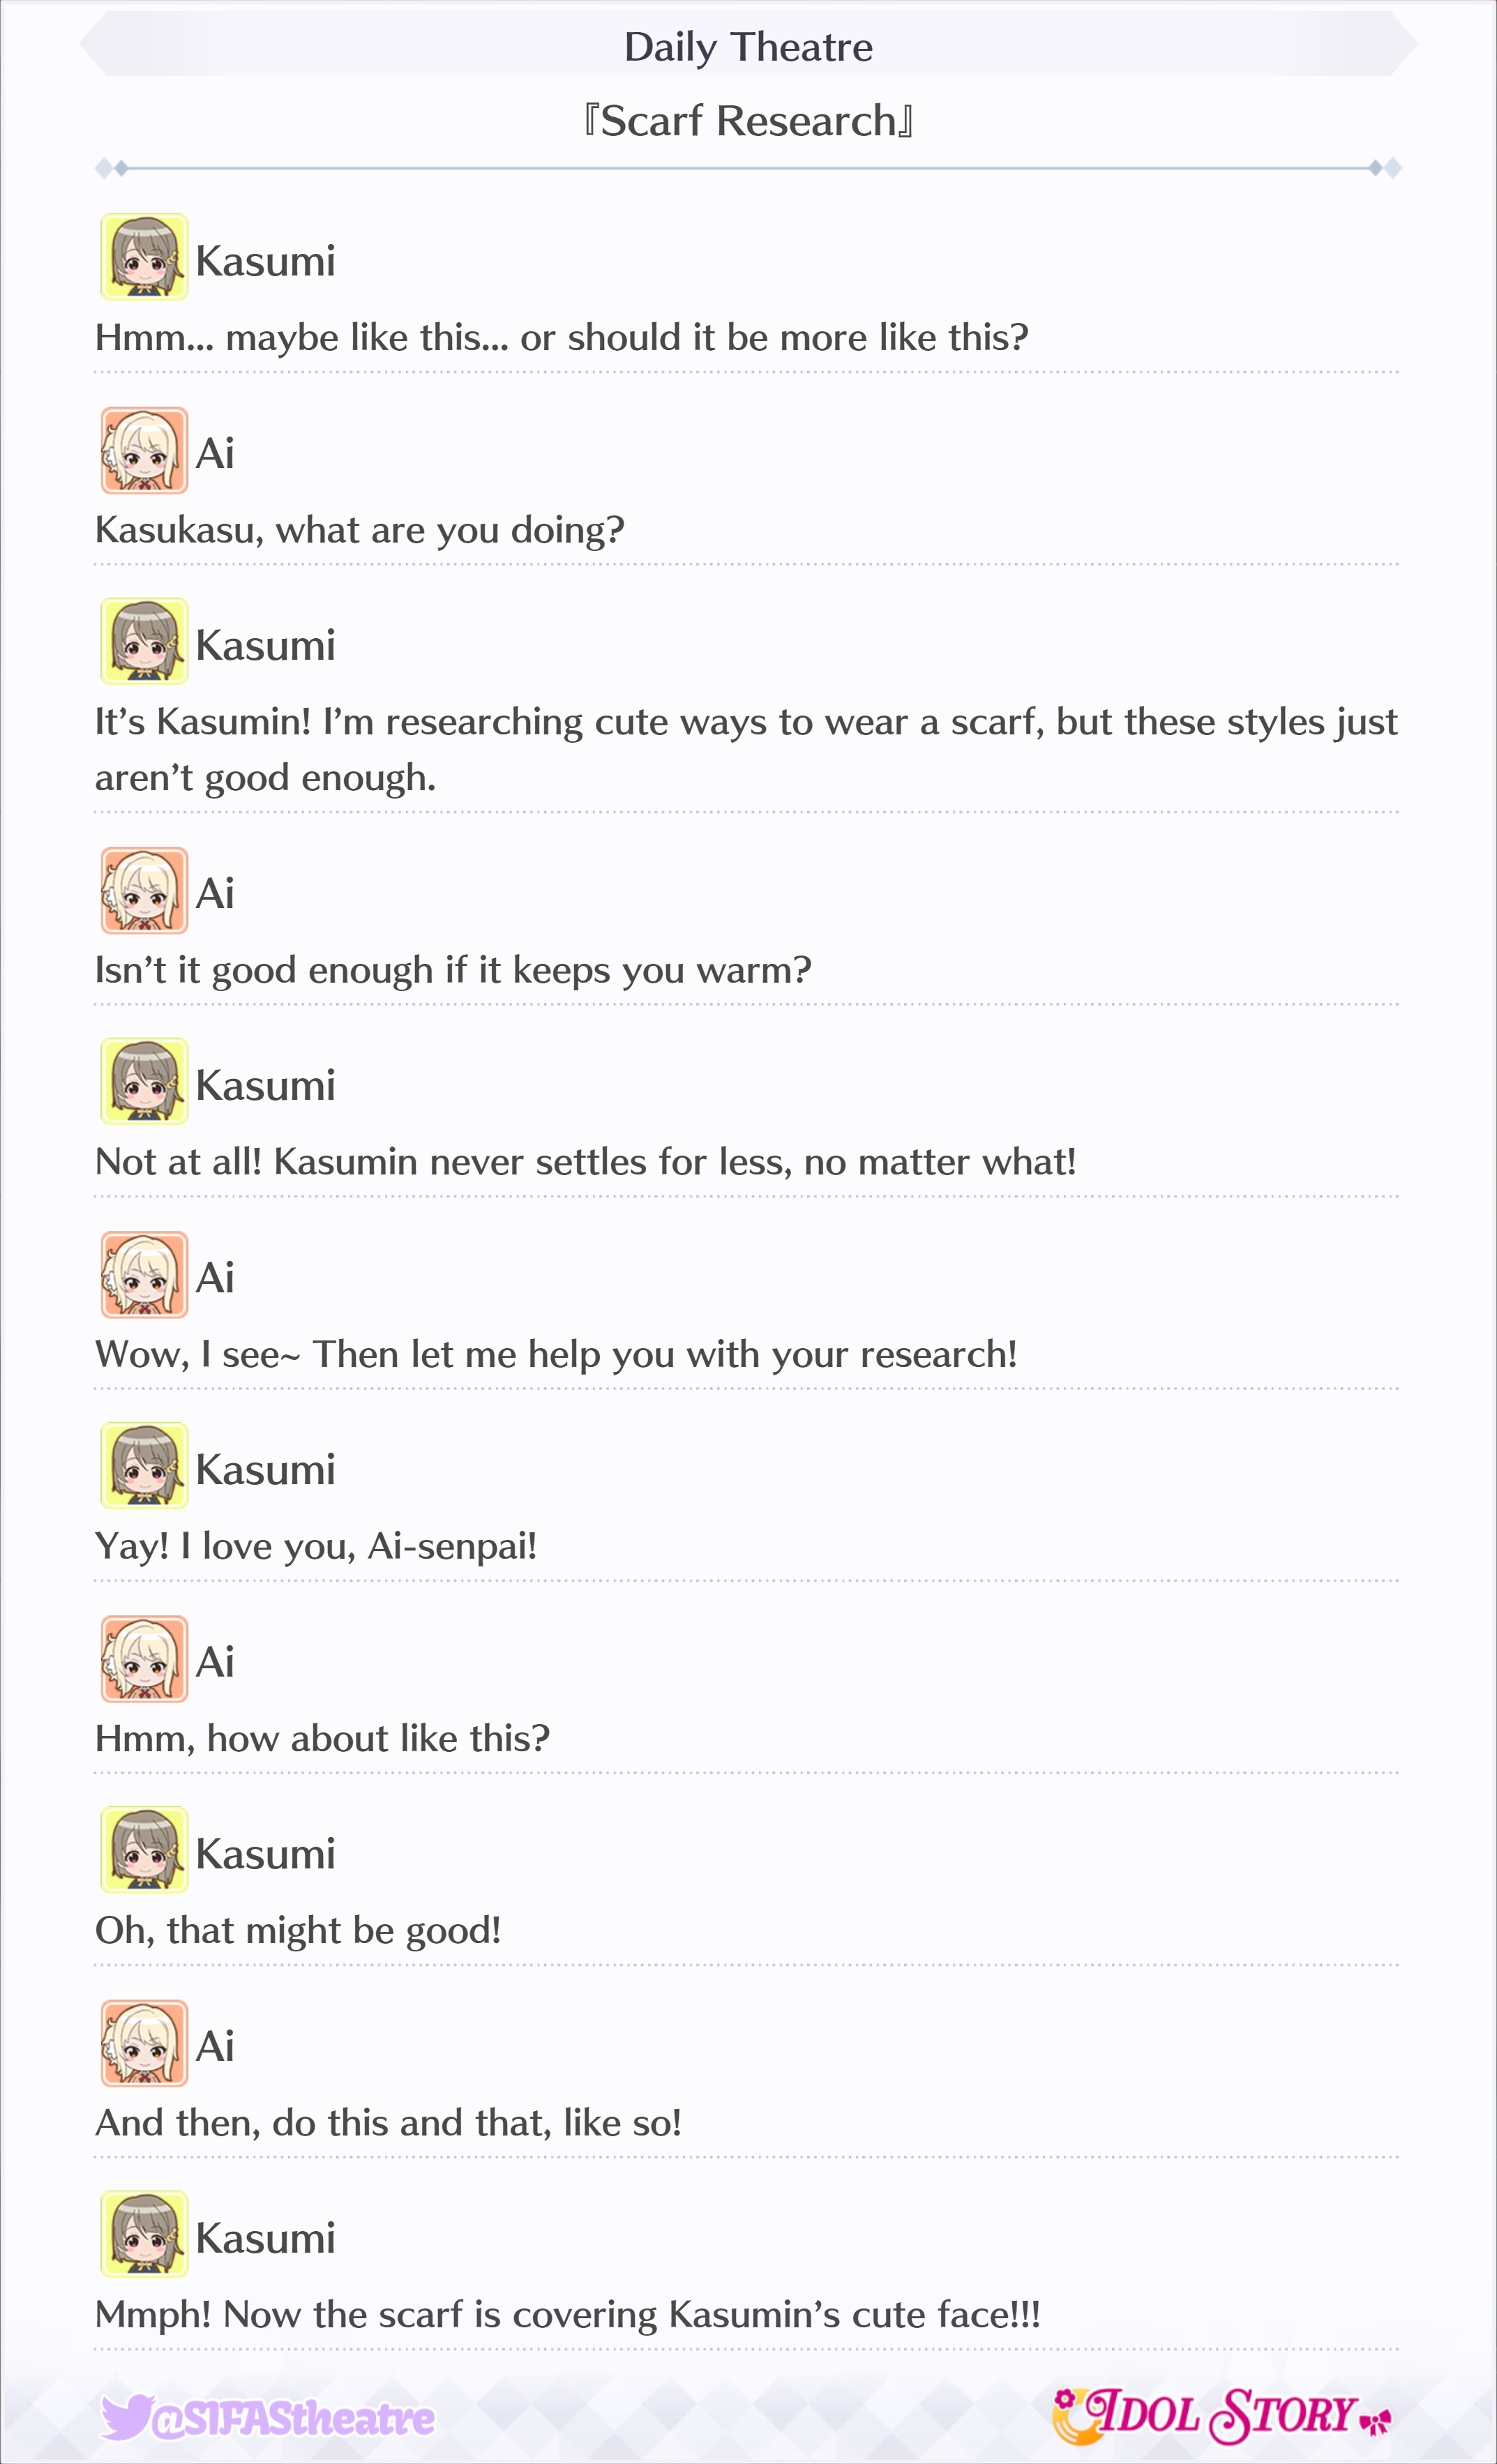 Daily Theatre
『Scarf Research』
Kasumi
Hmm... maybe like this... or should it be more like this?
Ai
Kasukasu, what are you doing?
Kasumi
It’s Kasumin! I’m researching cute ways to wear a scarf, but these styles just
aren’t good enough.
Ai
Isn’t it good enough if it keeps you warm?
Kasumi
Not at all! Kasumin never settles for less, no matter what!
Ai
Wow, I see~ Then let me help you with your research!
Kasumi
Yay! I love you, Ai-senpai!
Ai
Hmm, how about like this?
Kasumi
Oh, that might be good!
Ai
And then, do this and that, like so!
Kasumi
Mmph! Now the scarf is covering Kasumin’s cute face!!!
@SIFAStheatre
IDOL STORY